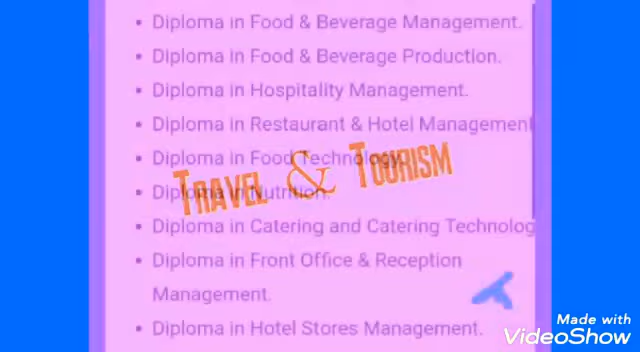 • Diploma in Food & Beverage Management.
• Diploma in Food & Beverage Production.
• Diploma in Hospitality Management.
• Diploma in Restaurant & Hotel Management
• Diploma in Food Technology.
TRAVEL & TOURISM
• Diploma in Nutrition.
• Diploma in Catering and Catering Technolog
• Diploma in Front Office & Reception
Management.
• Diploma in Hotel Stores Management.
Made with
VideoShow